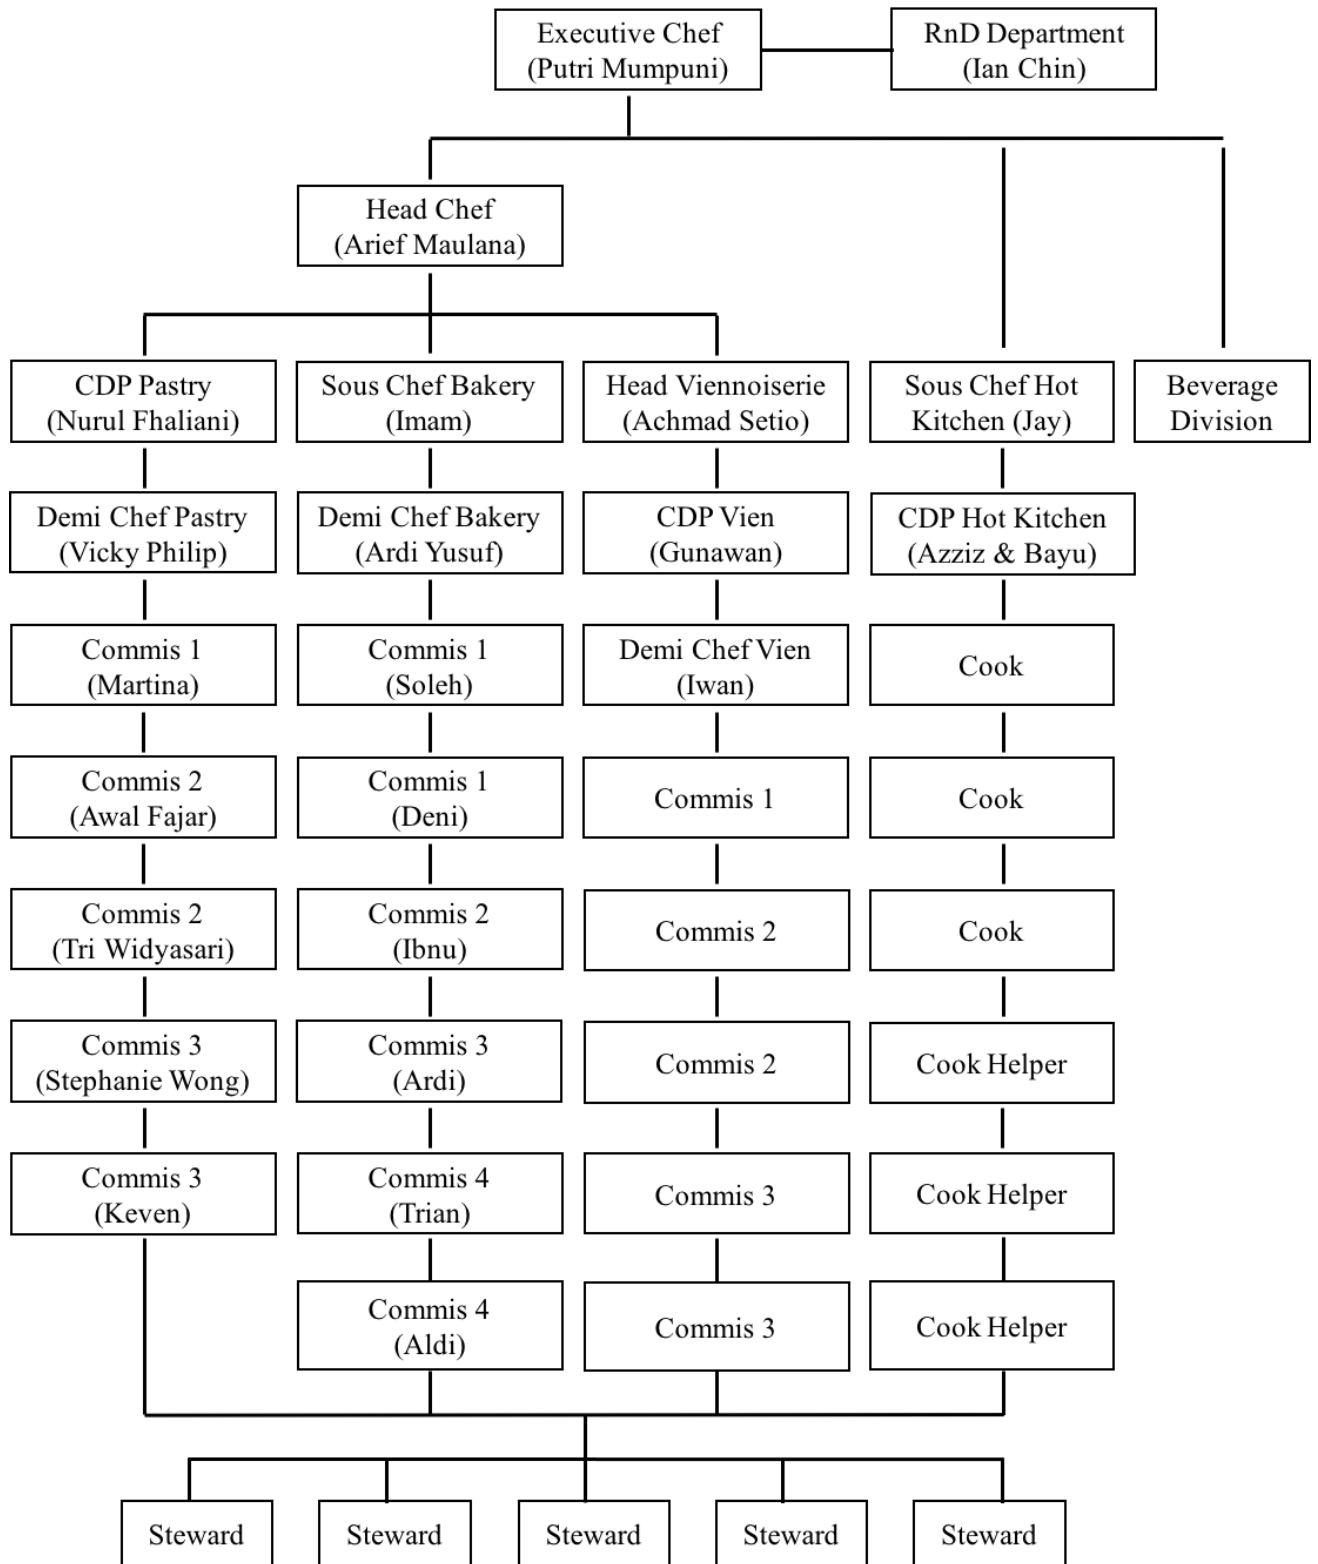 Executive Chef
(Putri Mumpuni)
RnD Department
(Ian Chin)
Head Chef
(Arief Maulana)
CDP Pastry
(Nurul Fhaliani)
Sous Chef Bakery
(Imam)
Head Viennoiserie
(Achmad Setio)
Sous Chef Hot
Kitchen (Jay)
Beverage
Division
Demi Chef Pastry
(Vicky Philip)
Demi Chef Bakery
(Ardi Yusuf)
CDP Vien
(Gunawan)
CDP Hot Kitchen
(Azziz & Bayu)
Commis 1
(Martina)
Commis 1
(Soleh)
Demi Chef Vien
(Iwan)
Cook
Commis 2
(Awal Fajar)
Commis 1
(Deni)
Commis 1
Cook
Commis 2
(Tri Widyasari)
Commis 2
(Ibnu)
Commis 2
Cook
Commis 3
(Stephanie Wong)
Commis 3
(Ardi)
Commis 2
Cook Helper
Commis 3
(Keven)
Commis 4
(Trian)
Commis 3
Cook Helper
Commis 4
(Aldi)
Commis 3
Cook Helper
Steward
Steward
Steward
Steward
Steward